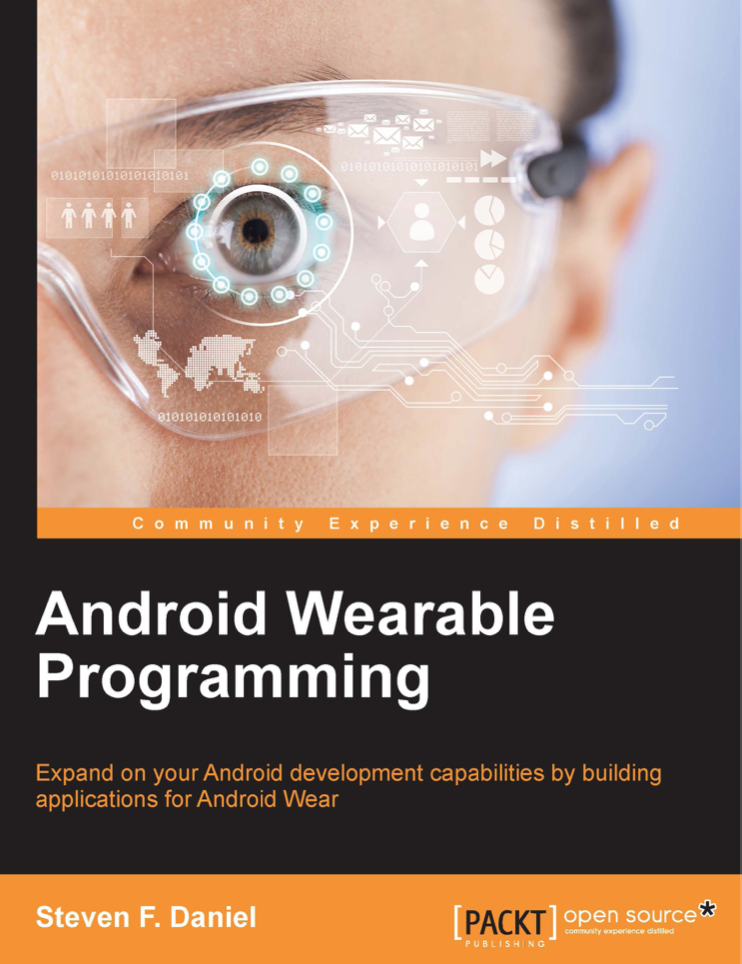 010101010101010101
010101010101010101
010101010101010
Community Experience Distilled
Android Wearable
Programming
Expand on your Android development capabilities by building
applications for Android Wear
Steven F. Daniel
[PACKT]
PUBLISHING
open source*
community experience distilled